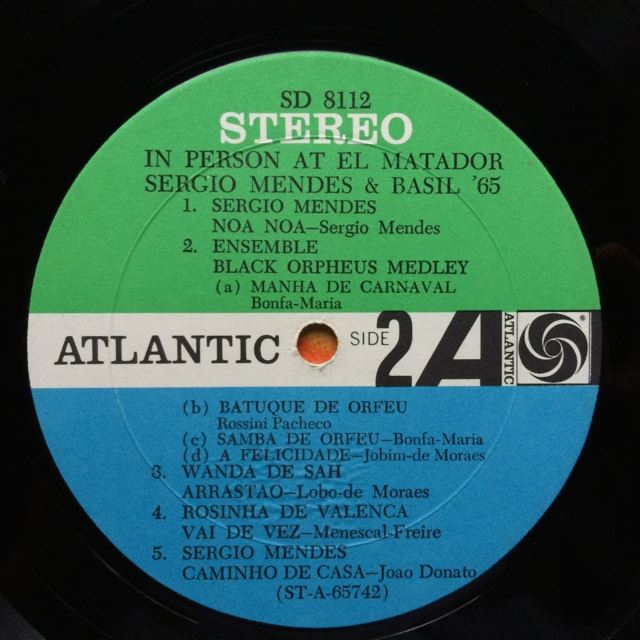 SD 8112
STEREO
IN PERSON AT EL MATADOR
SERGIO MENDES & BASIL '65
1. SERGIO MENDES
NOA NOA—Sergio Mendes
2. ENSEMBLE
BLACK ORPHEUS MEDLEY
(a) MANHA DE CARNAVAL
Bonfa-Maria
ATLANTIC SIDE 2 A ATLANTIC ®
(b) BATUQUE DE ORFEU
Rossini Pacheco
(c) SAMBA DE ORFEU—Bonfa-Maria
(d) A FELICIDADE—Jobim-de Moraes
3. WANDA DE SAH
ARRASTAO—Lobo-de Moraes
4. ROSINHA DE VALENCA
VAI DE VEZ—Menescal-Freire
5. SERGIO MENDES
CAMINHO DE CASA—Joao Donato
(ST-A-65742)